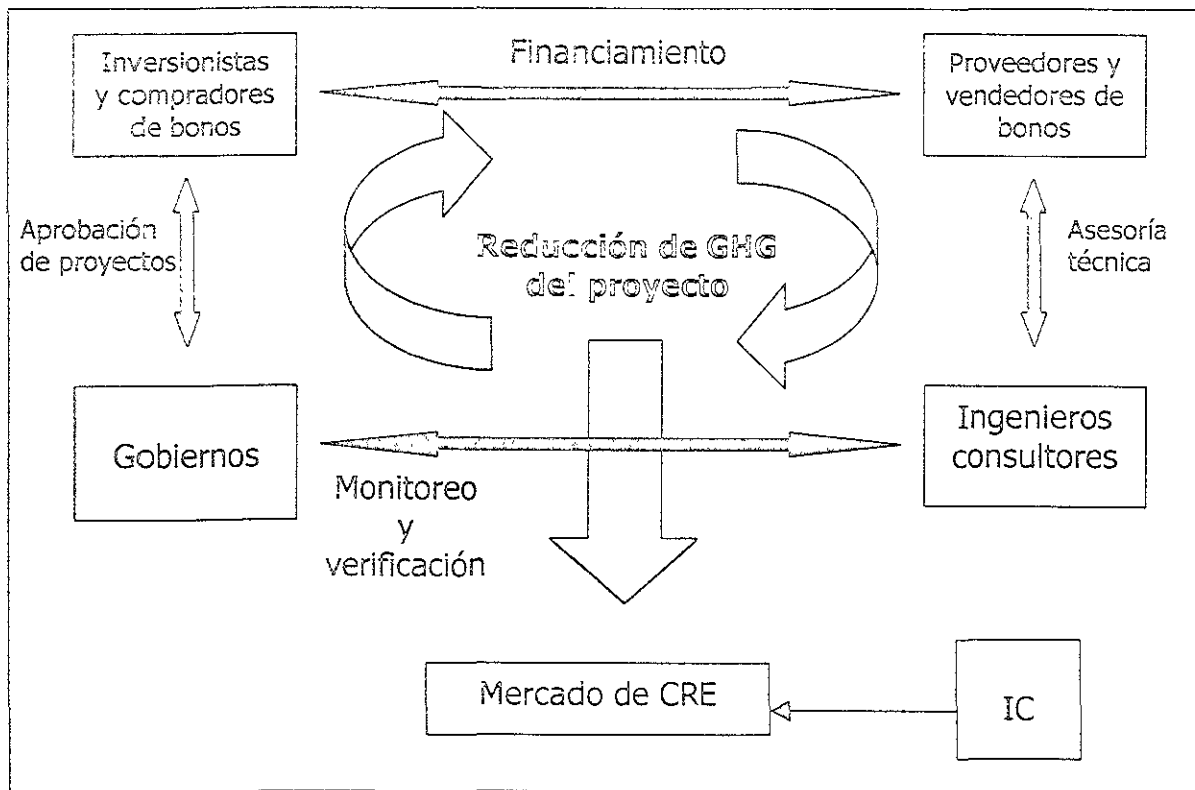 Inversionistas
y compradores
de bonos
Financiamiento
Proveedores y
vendedores de
bonos
Aprobación
de proyectos
Reducción de GHG
del proyecto
Asesoría
técnica
Gobiernos
Ingenieros
consultores
Monitoreo
y
verificación
Mercado de CRE
IC